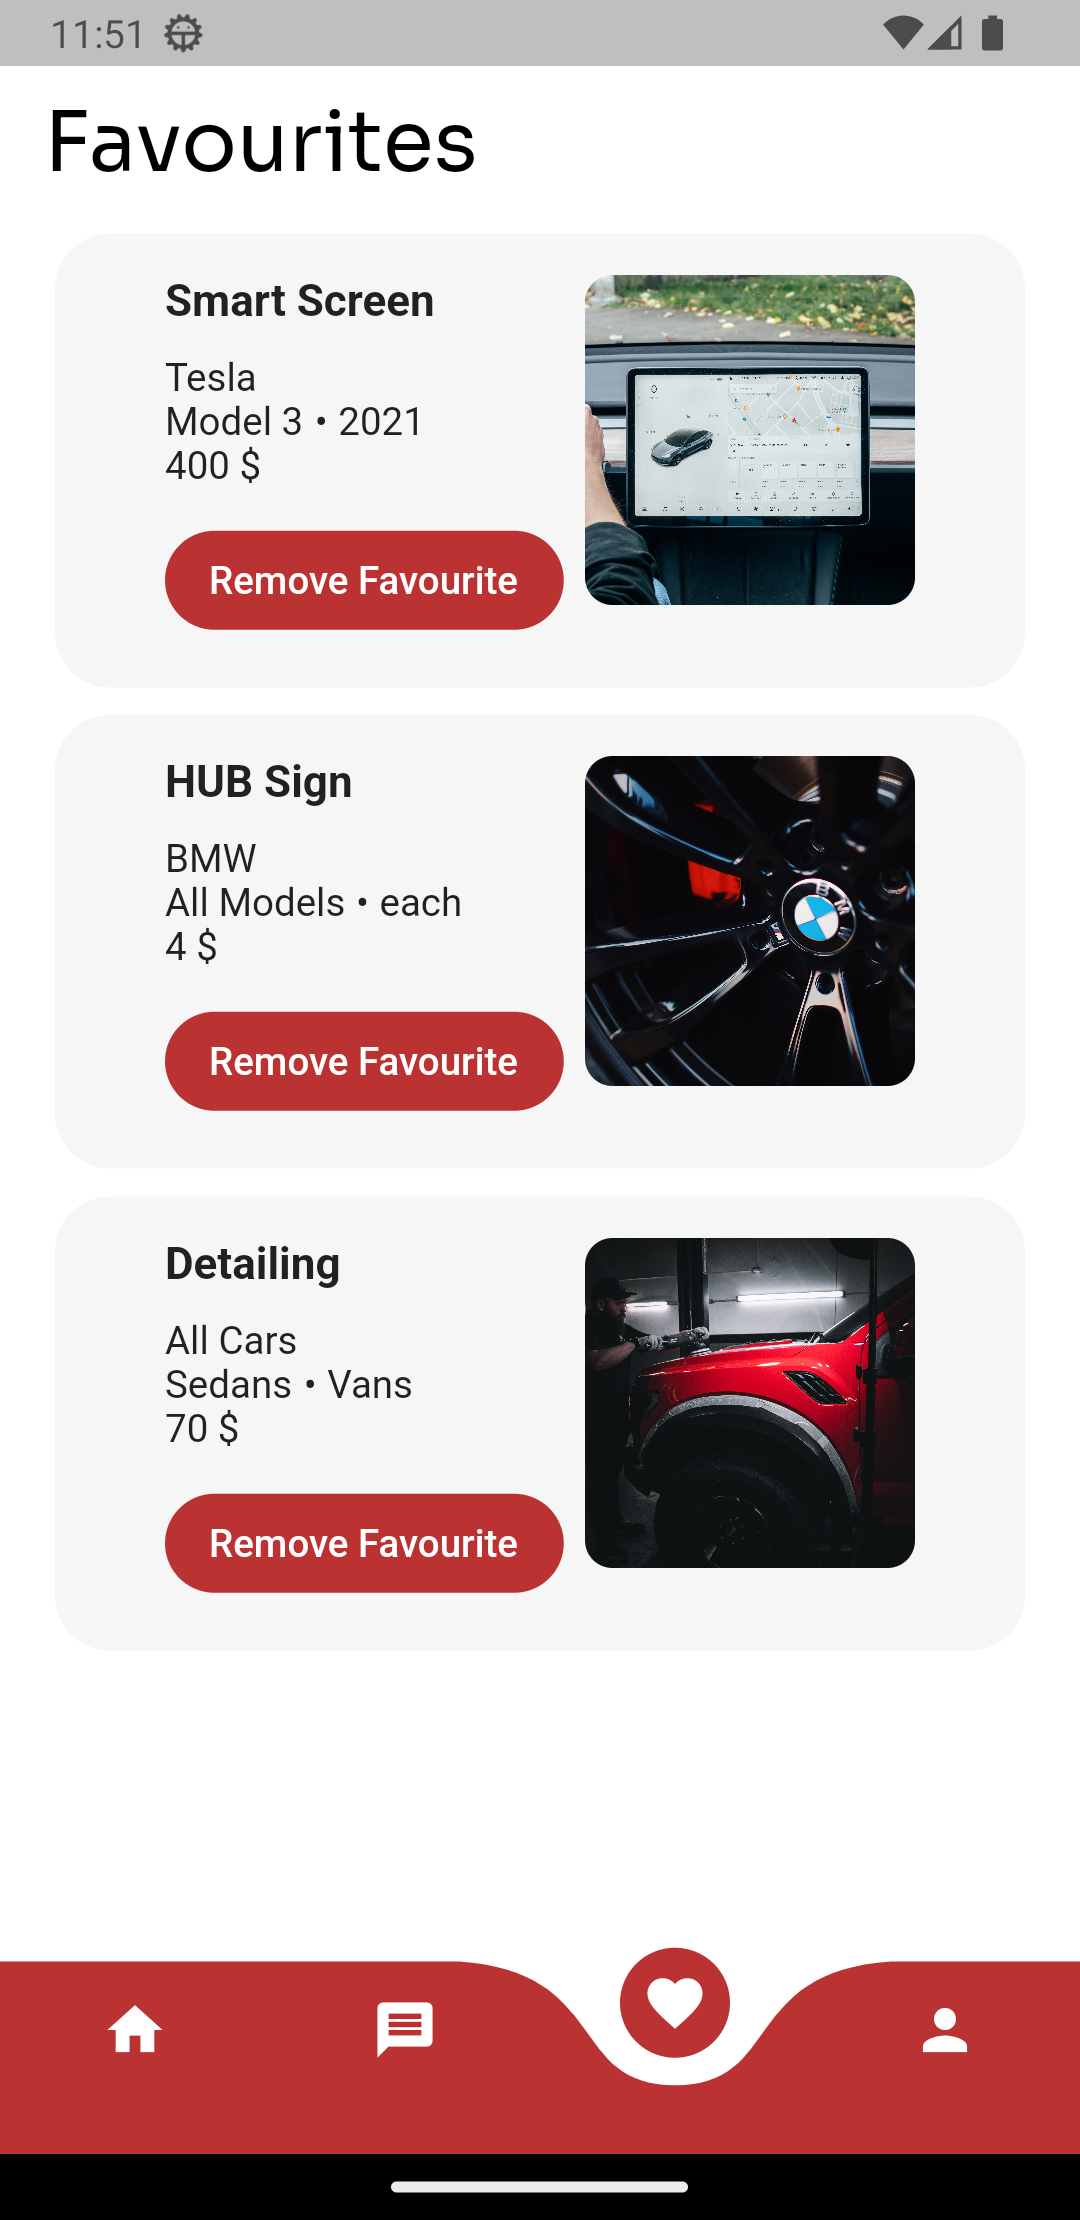 11:51
Favourites
Smart Screen
Tesla
Model 3 • 2021
400 $
Remove Favourite
HUB Sign
BMW
All Models • each
4 $
Remove Favourite
BMW
Detailing
All Cars
Sedans • Vans
70 $
Remove Favourite